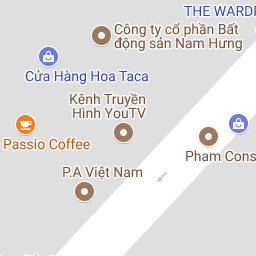 THE WARDE
Công ty cổ phần Bất
động sản Nam Hưng
Cửa Hàng Hoa Taca
Kênh Truyền
Hình YouTV
Passio Coffee
Pham Cons
P.A Việt Nam